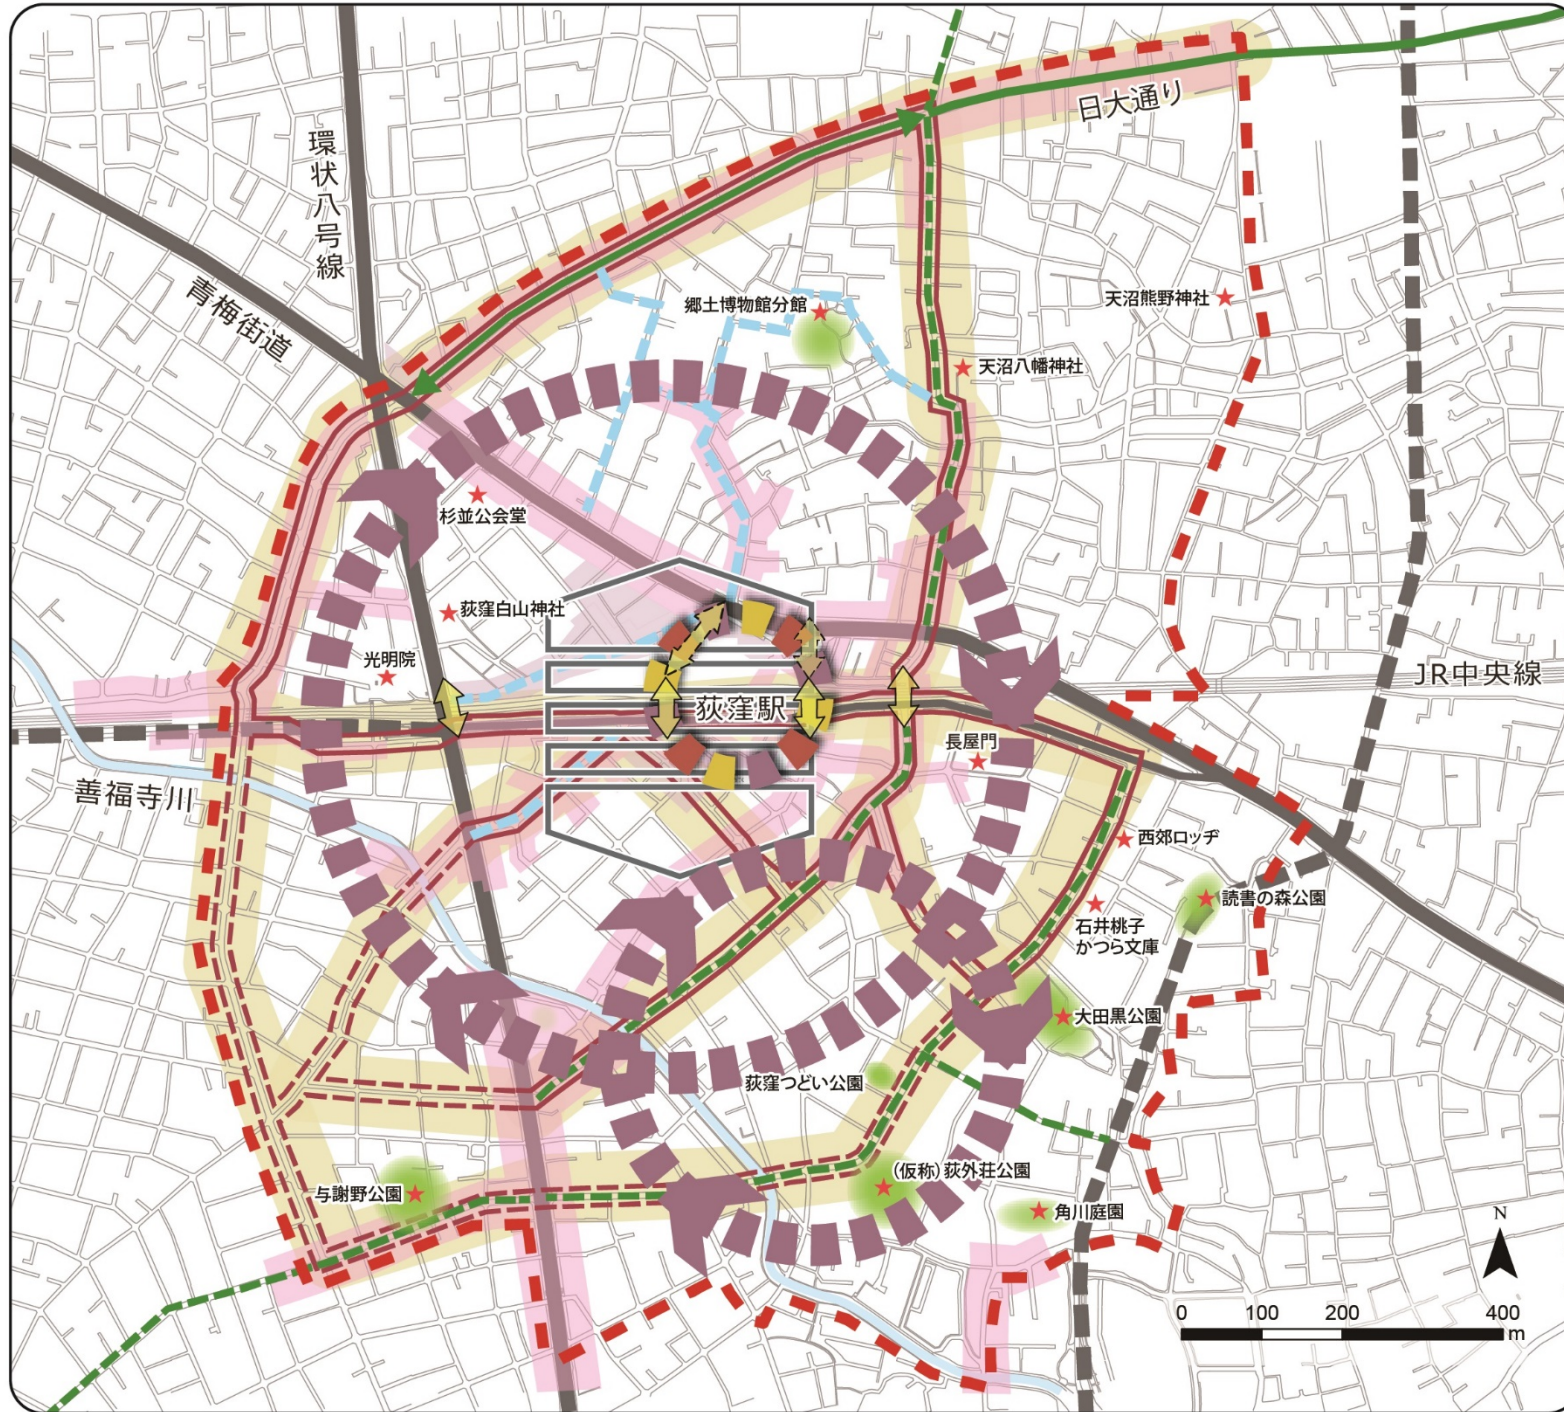 日大通り
環状八号線
青梅街道
郷土博物館分館
天沼熊野神社
天沼八幡神社
杉並公会堂
荻窪白山神社
光明院
荻窪駅
JR中央線
長屋門
善福寺川
西郊ロッヂ
読書の森公園
石井桃子
かつら文庫
大田黒公園
荻窪つどい公園
(仮称)荻外荘公園
与謝野公園
角川庭園
N
0 100 200 400
m